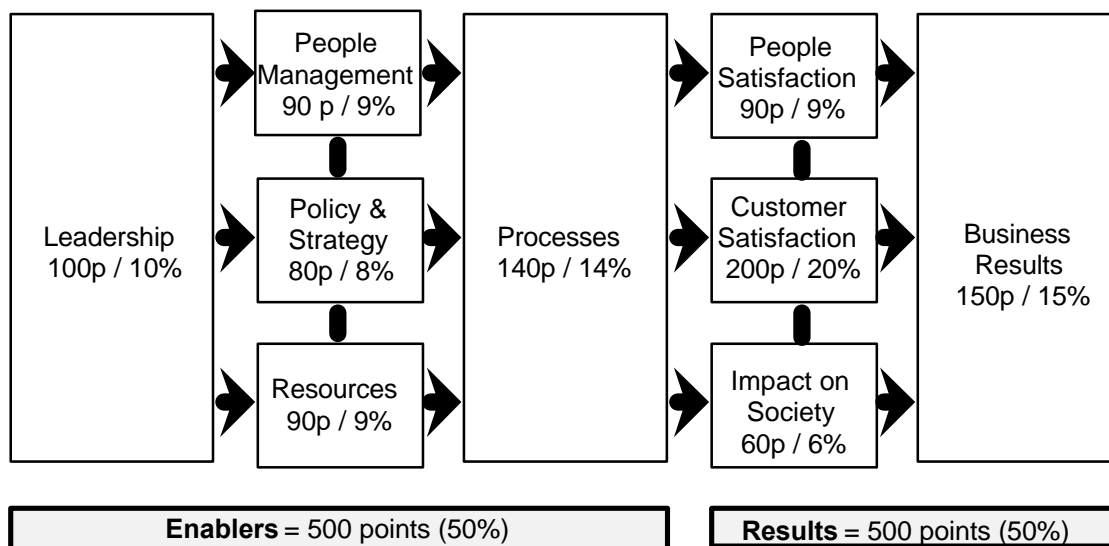 Leadership
100p / 10%
People
Management
90 p / 9%
Policy &
Strategy
80p / 8%
Resources
90p / 9%
Processes
140p / 14%
People
Satisfaction
90p / 9%
Customer
Satisfaction
200p / 20%
Impact on
Society
60p / 6%
Business
Results
150p / 15%
Enablers = 500 points (50%)
Results = 500 points (50%)